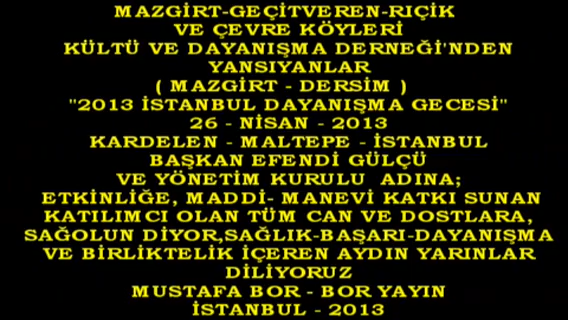 MAZGİRT-GEÇİTVEREN-RIÇİK
VE ÇEVRE KÖYLERİ
KÜLTÜ VE DAYANIŞMA DERNEĞİ'NDEN
YANSIYANLAR
( MAZGİRT - DERSİM )
"2013 İSTANBUL DAYANIŞMA GECESİ"
26 - NİSAN - 2013
KARDELEN - MALTEPE - İSTANBUL
BAŞKAN EFENDİ GÜLÇÜ
VE YÖNETİM KURULU ADINA;
ETKİNLİĞE, MADDİ- MANEVİ KATKI SUNAN
KATILIMCI OLAN TÜM CAN VE DOSTLARA,
SAĞOLUN DİYOR,SAĞLIK-BAŞARI-DAYANIŞMA
VE BİRLİKTELİK İÇEREN AYDIN YARINLAR
DİLİYORUZ
MUSTAFA BOR - BOR YAYIN
İSTANBUL - 2013